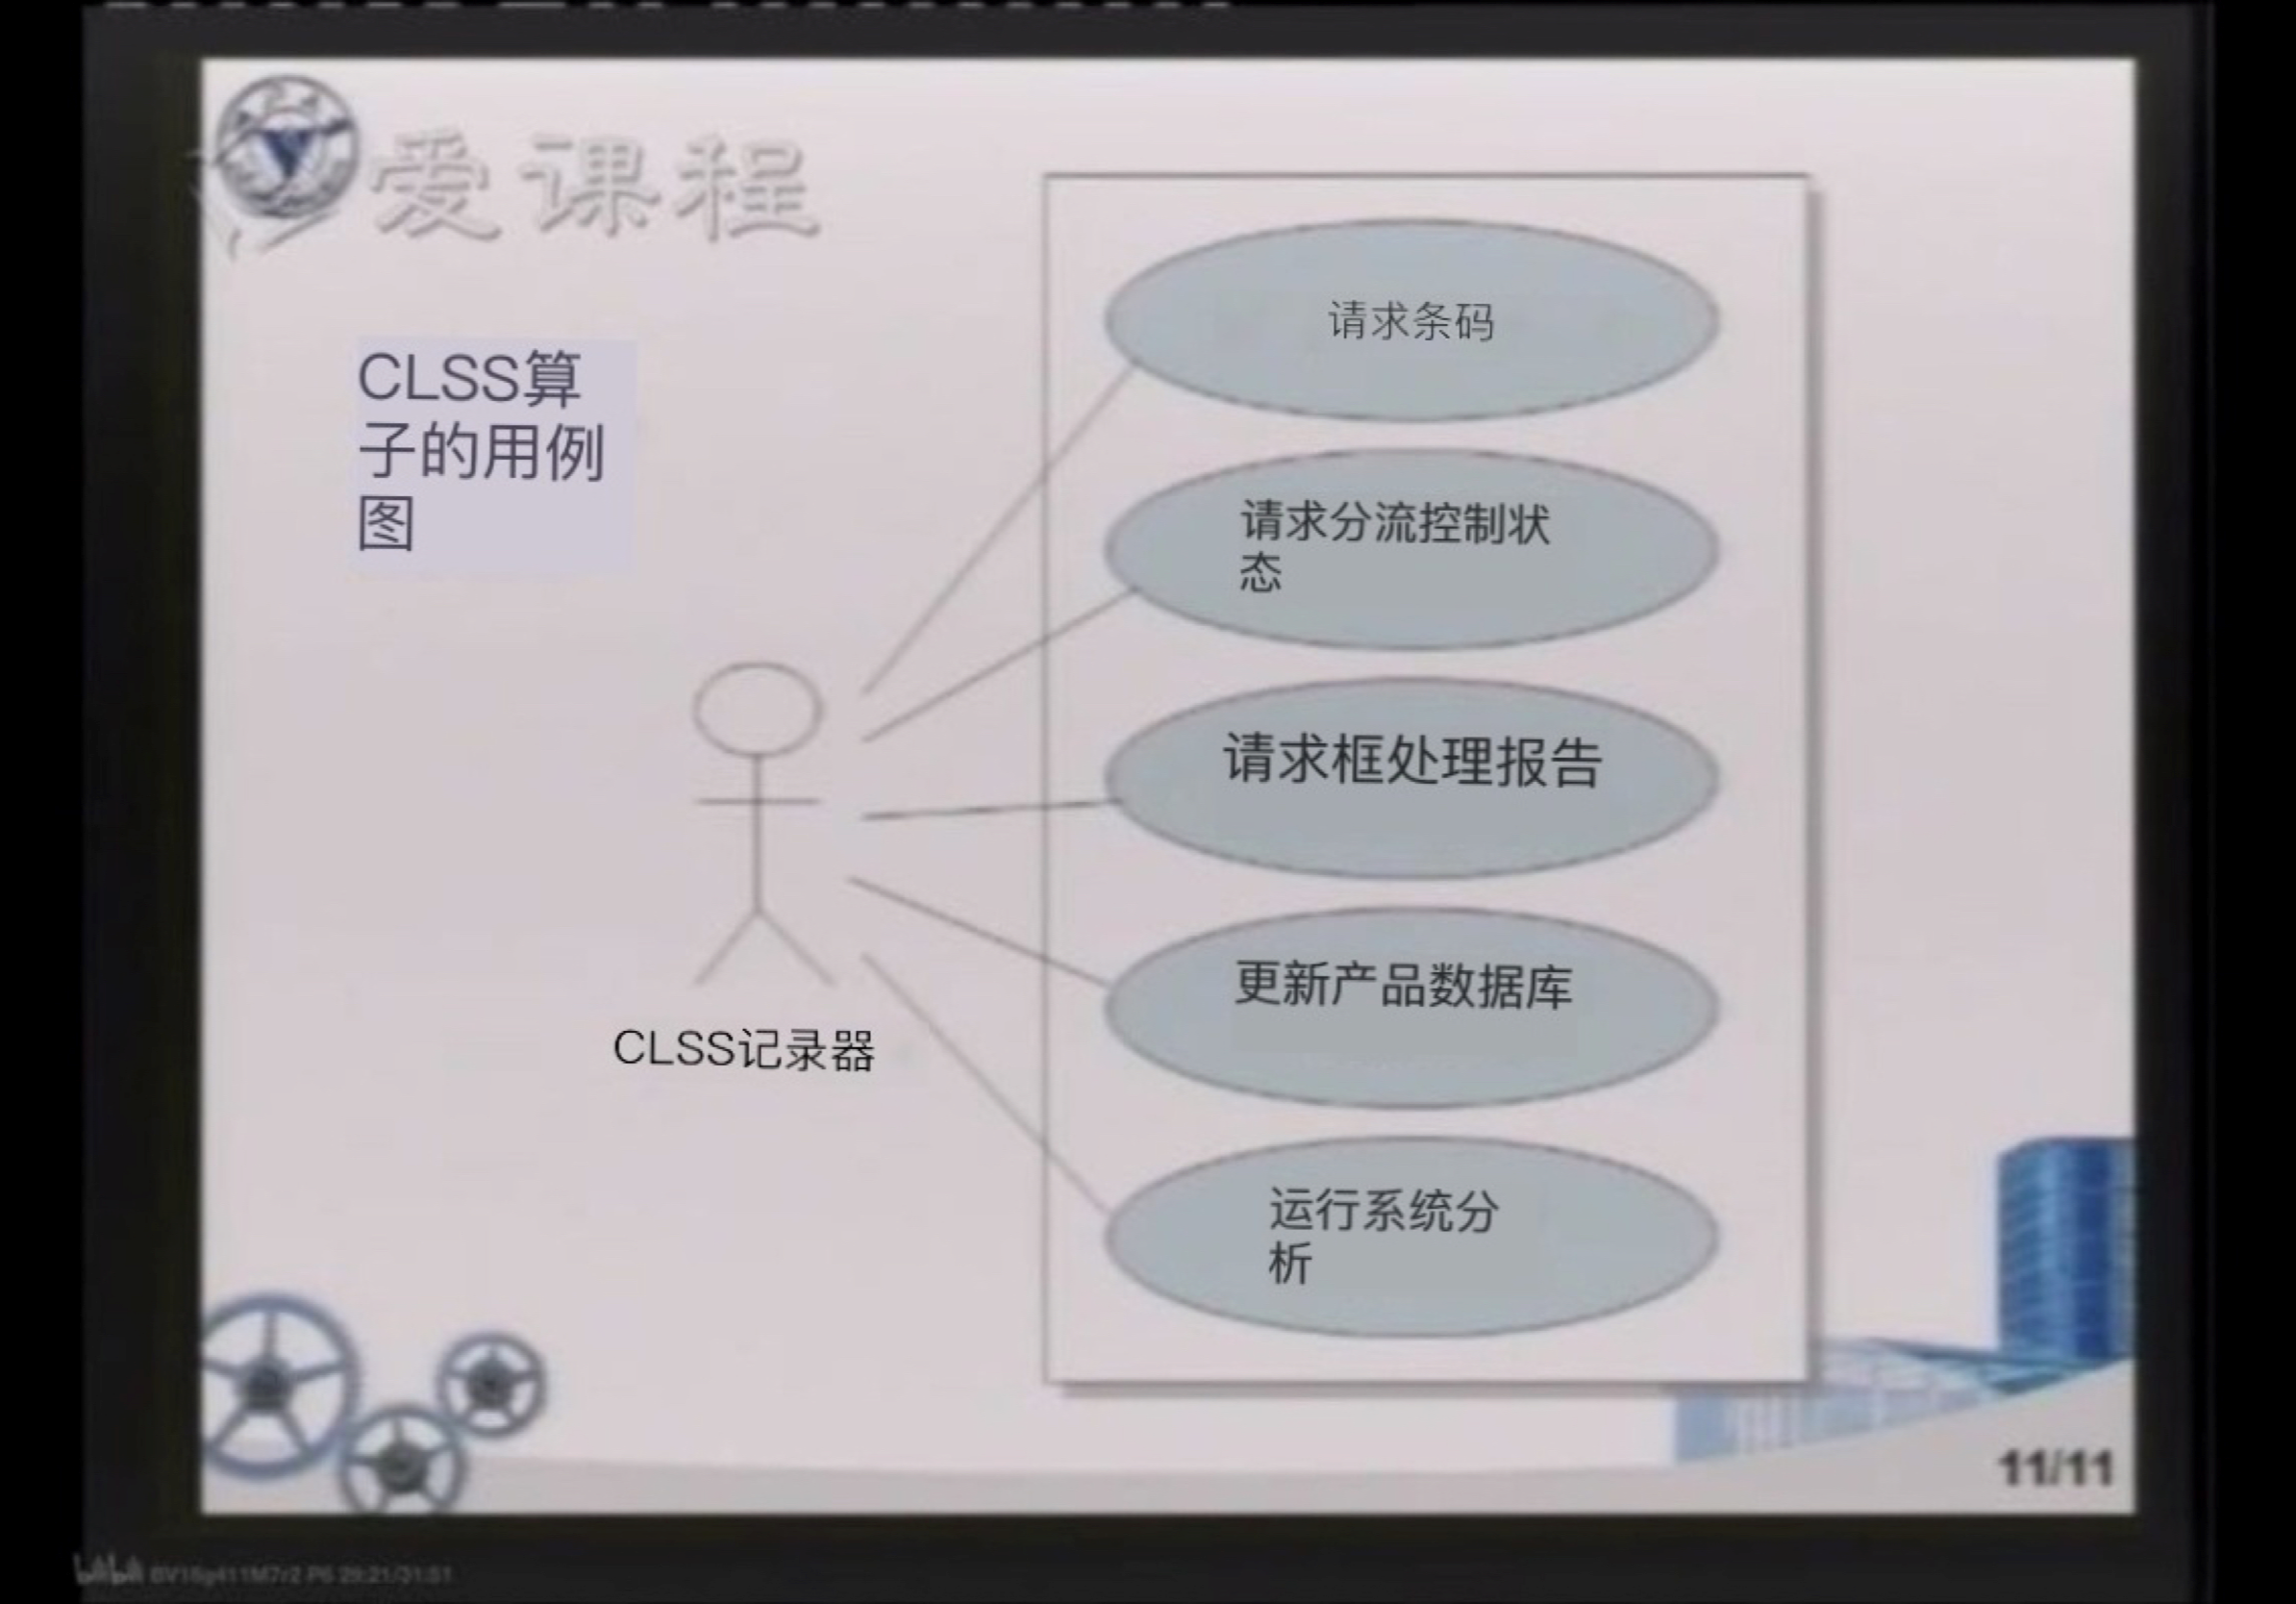 爱课程
CLSS算
子的用例
图
请求条码
请求分流控制状
态
请求框处理报告
更新产品数据库
CLSS记录器
运行系统分
析
11/11
bilibili